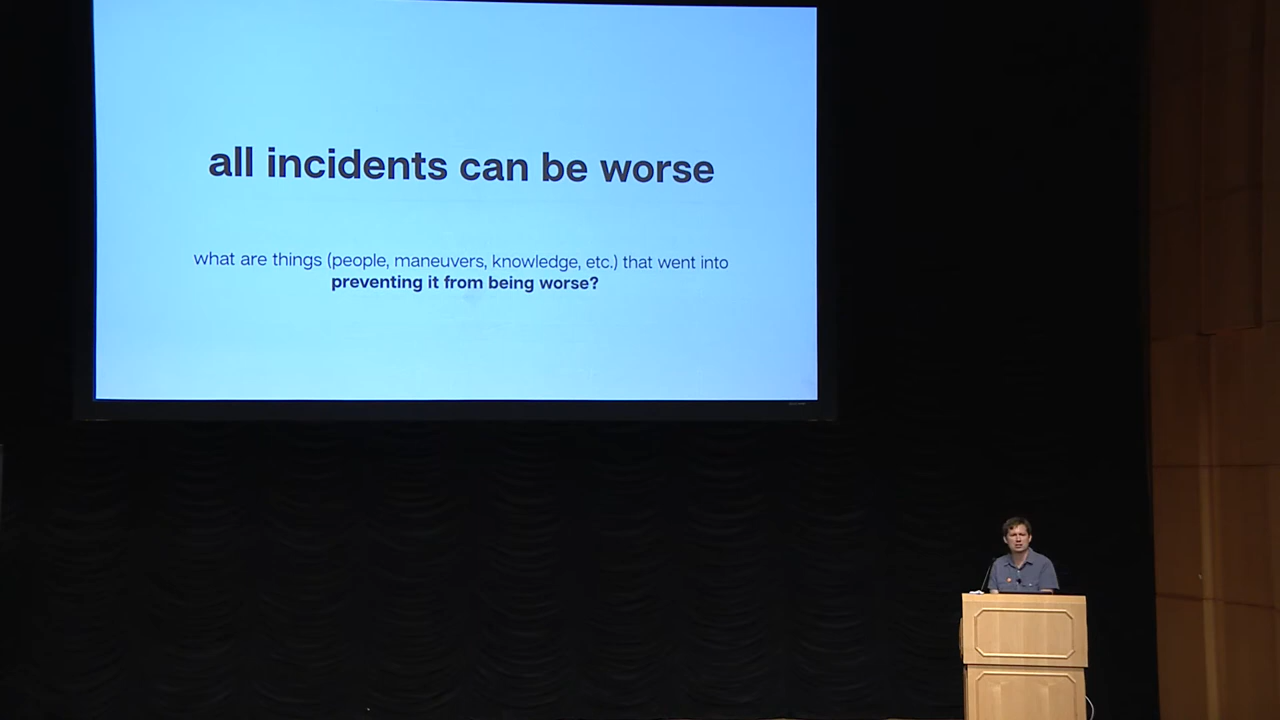 all incidents can be worse
what are things (people, maneuvers, knowledge, etc.) that went into
preventing it from being worse?